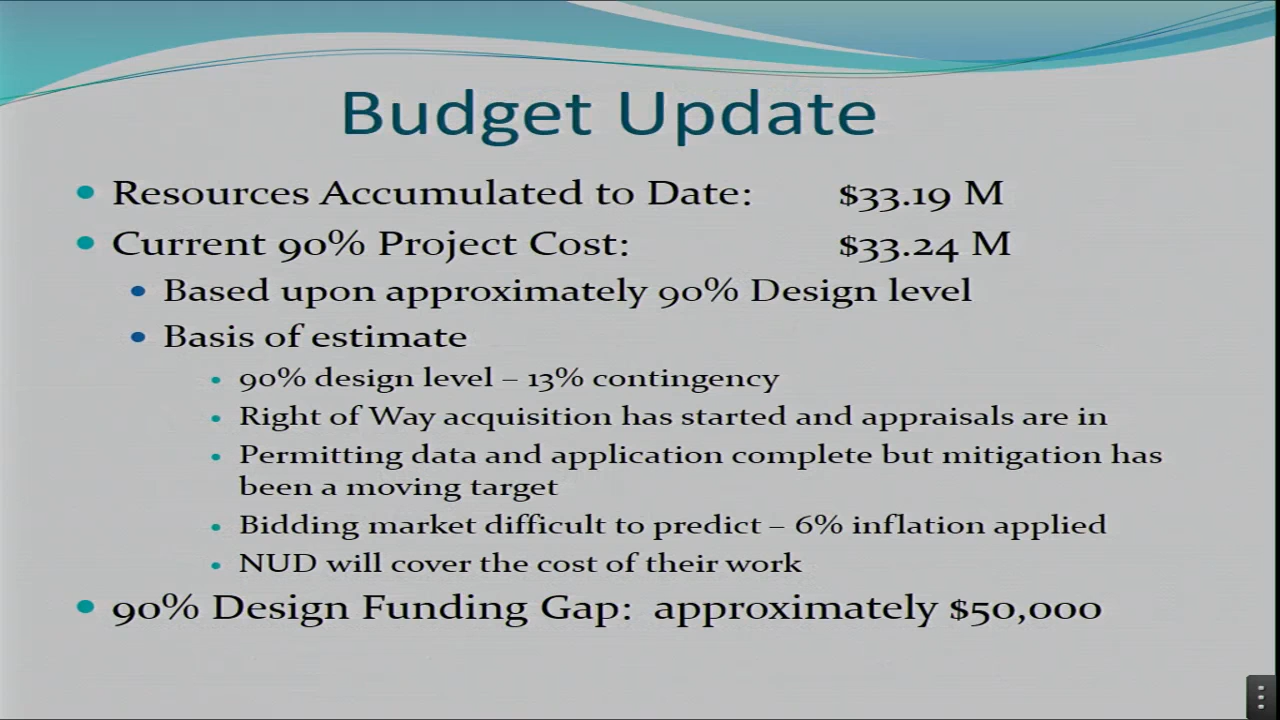 Budget Update
• Resources Accumulated to Date: $33.19 M
• Current 90% Project Cost: $33.24 M
• Based upon approximately 90% Design level
• Basis of estimate
• 90% design level – 13% contingency
• Right of Way acquisition has started and appraisals are in
• Permitting data and application complete but mitigation has
been a moving target
• Bidding market difficult to predict – 6% inflation applied
• NUD will cover the cost of their work
• 90% Design Funding Gap: approximately $50,000